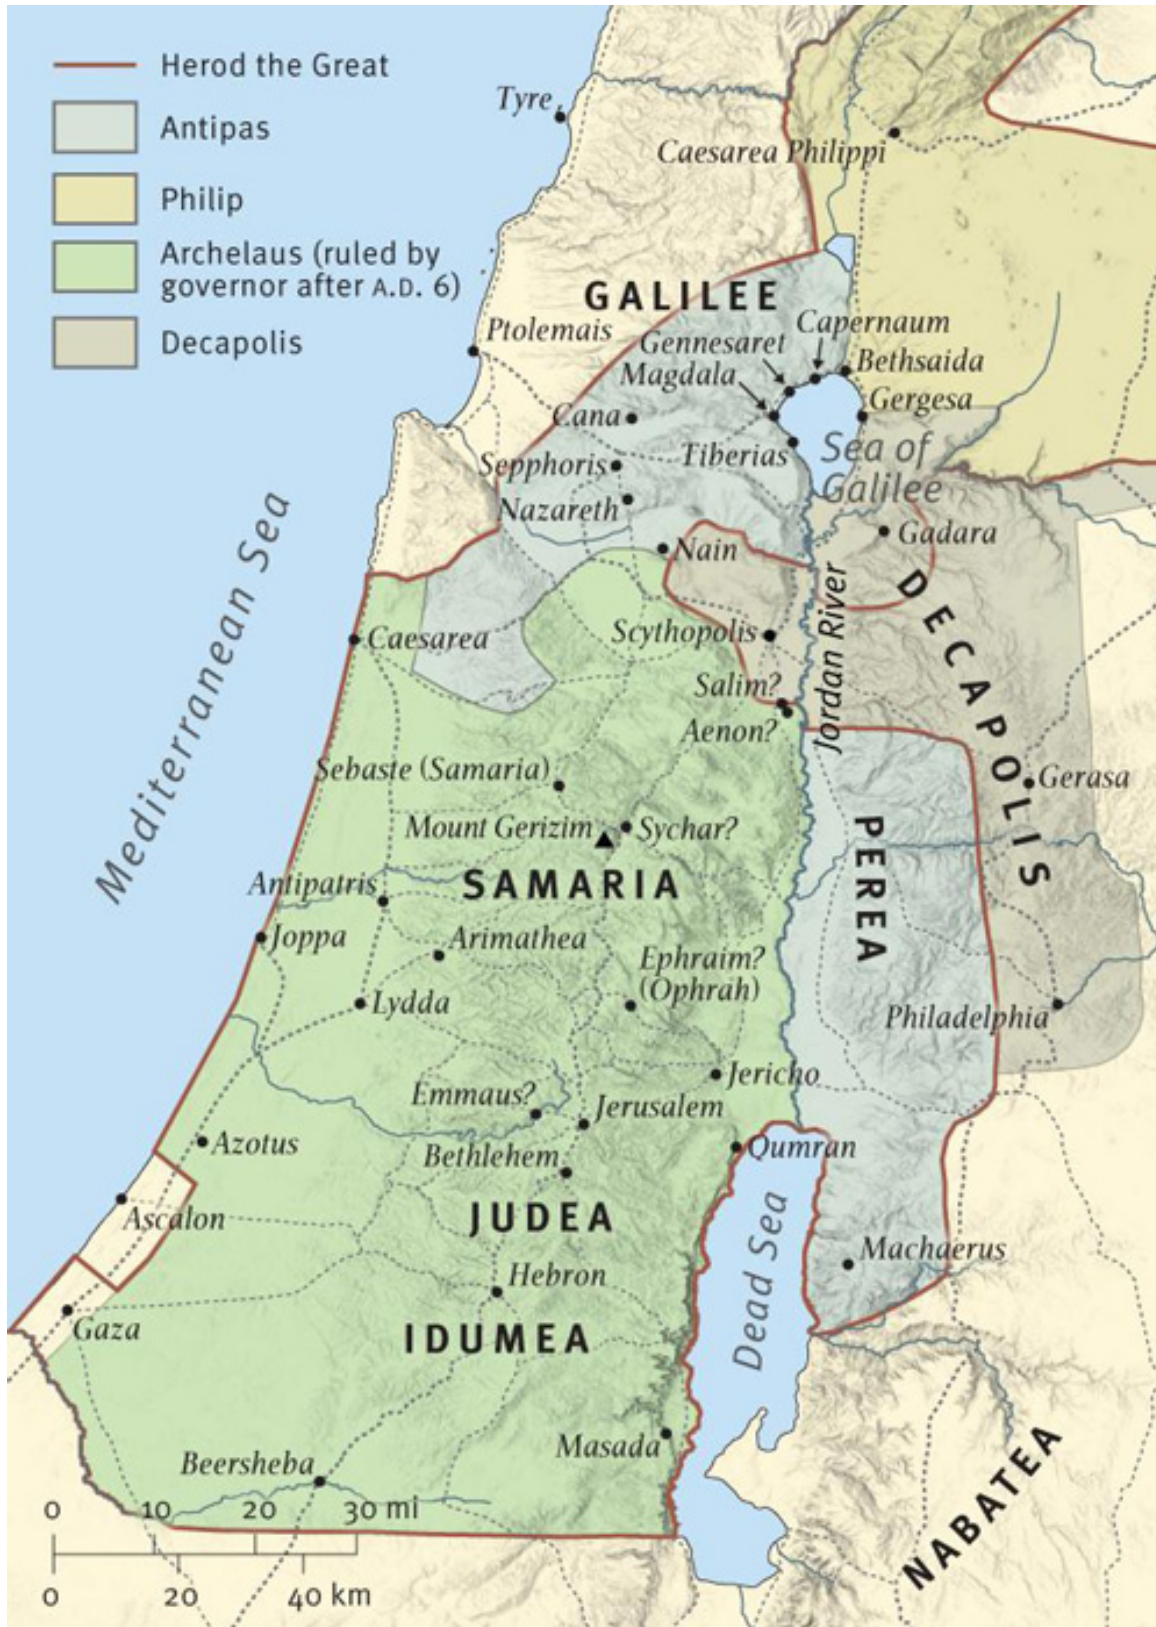 Herod the Great
Antipas
Philip
Archelaus (ruled by
governor after A.D. 6)
Decapolis
Tyre
Caesarea Philippi
GALILEE
Ptolemais
Capernaum
Gennesaret
Bethsaida
Magdala
Gergesa
Cana
Tiberias
Sea of
Galilee
Sepphoris
Nazareth
Mediterranean Sea
Gadara
Nain
DECAPOLIS
Jordan River
Scythopolis
Caesarea
Salim?
Aenon?
Sebaste (Samaria)
Gerasa
Mount Gerizim
Sychar?
PEREA
SAMARIA
Antipatris
Joppa
Arimathea
Ephraim?
(Ophrah)
Lydda
Philadelphia
Jericho
Emmaus?
Jerusalem
Azotus
Bethlehem
Qumran
Ascalon
JUDEA
Dead Sea
Machaerus
Hebron
Gaza
IDUMEA
Masada
Beersheba
NABATEA
0 10 20 30 mi
0 20 40 km